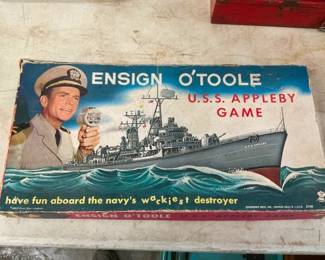 ENSIGN O'TOOLE
U.S.S. APPLEBY
GAME
have fun aboard the navy's wackiest destroyer
ENSIGN O'TOOLE